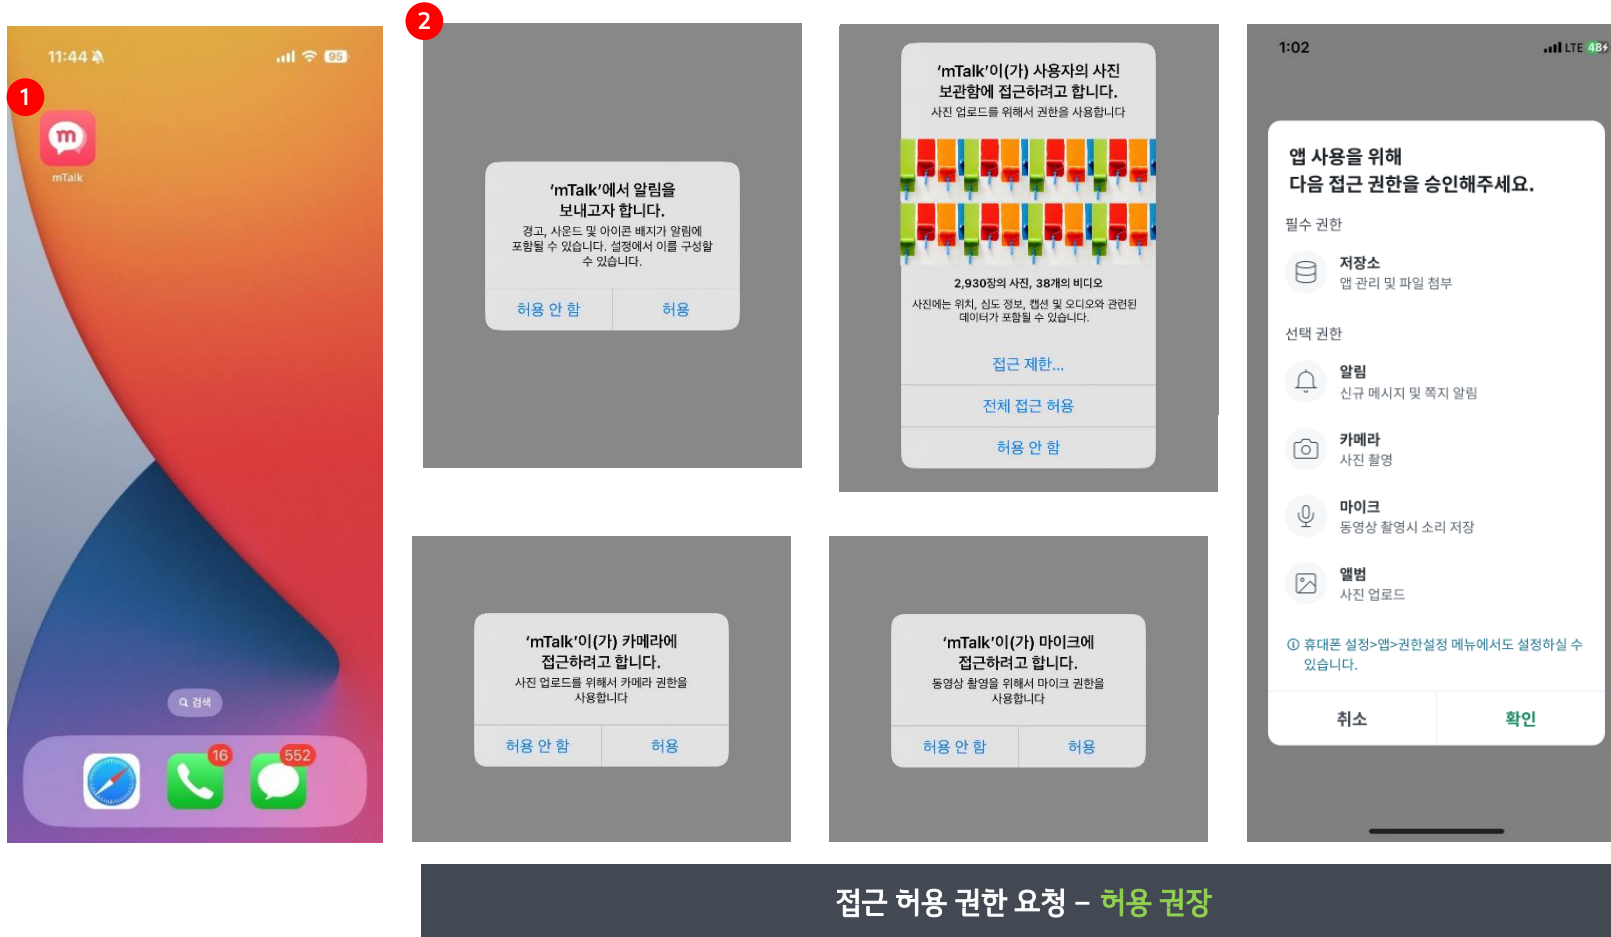 1
11:44
95
m
mTalk
검색
16
552
2
‘mTalk’에서 알림을
보내고자 합니다.
경고, 사운드 및 아이콘 배지가 알림에
포함될 수 있습니다. 설정에서 이를 구성할
수 있습니다.
허용 안 함
허용
‘mTalk’이(가) 사용자의 사진
보관함에 접근하려고 합니다.
사진 업로드를 위해서 권한을 사용합니다
2,930장의 사진, 38개의 비디오
사진에는 위치, 심도 정보, 캡션 및 오디오와 관련된
데이터가 포함될 수 있습니다.
접근 제한...
전체 접근 허용
허용 안 함
‘mTalk’이(가) 카메라에
접근하려고 합니다.
사진 업로드를 위해서 카메라 권한을
사용합니다
허용 안 함
허용
‘mTalk’이(가) 마이크에
접근하려고 합니다.
동영상 촬영을 위해서 마이크 권한을
사용합니다
허용 안 함
허용
1:02
LTE 48
앱 사용을 위해
다음 접근 권한을 승인해주세요.
필수 권한
저장소
앱 관리 및 파일 첨부
선택 권한
알림
신규 메시지 및 쪽지 알림
카메라
사진 촬영
마이크
동영상 촬영시 소리 저장
앨범
사진 업로드
휴대폰 설정>앱>권한설정 메뉴에서도 설정하실 수
있습니다.
취소
확인
접근 허용 권한 요청 – 허용 권장